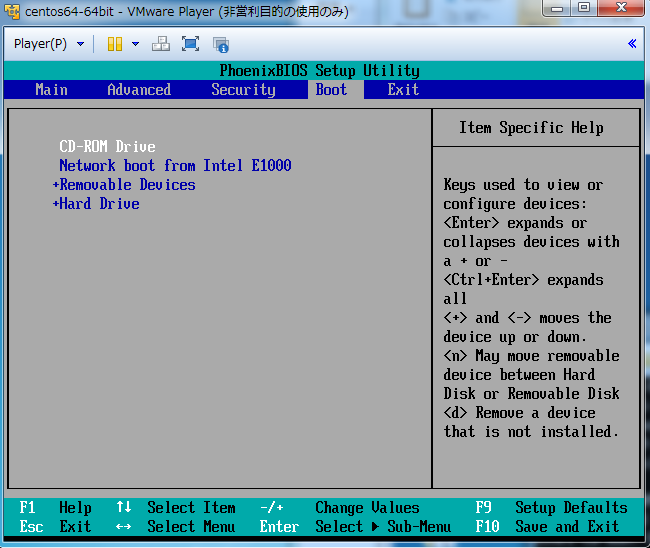 centos64-64bit - VMware Player (非営利目的の使用のみ)
Player(P)
PhoenixBIOS Setup Utility
Main Advanced Security Boot Exit
CD-ROM Drive
Network boot from Intel E1000
+Removable Devices
+Hard Drive
Item Specific Help
Keys used to view or
configure devices:
<Enter> expands or
collapses devices with
a + or -
<Ctrl+Enter> expands
all
<+> and <-> moves the
device up or down.
<n> May move removable
device between Hard
Disk or Removable Disk
<d> Remove a device
that is not installed.
F1 Help ↑↓ Select Item -/+ Change Values F9 Setup Defaults
Esc Exit ↔ Select Menu Enter Select ▶ Sub-Menu F10 Save and Exit